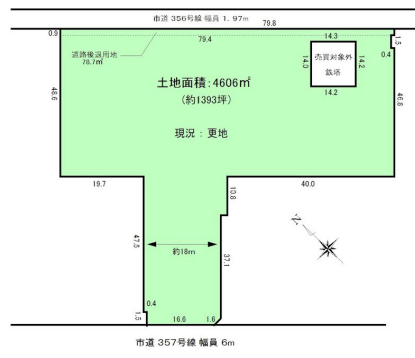 市道 356号線 幅員 1.97m
79.8
0.9
道路後退用地
78.7㎡
79.4
14.3
1.5
0.4
14.0
売買対象外
鉄塔
14.2
14.2
土地面積:4606㎡
(約1393坪)
48.6
46.8
現況:更地
19.7
10.8
40.0
47.5
約18m
37.1
N
0.4
1.5
16.6
1.6
市道 357号線 幅員 6m